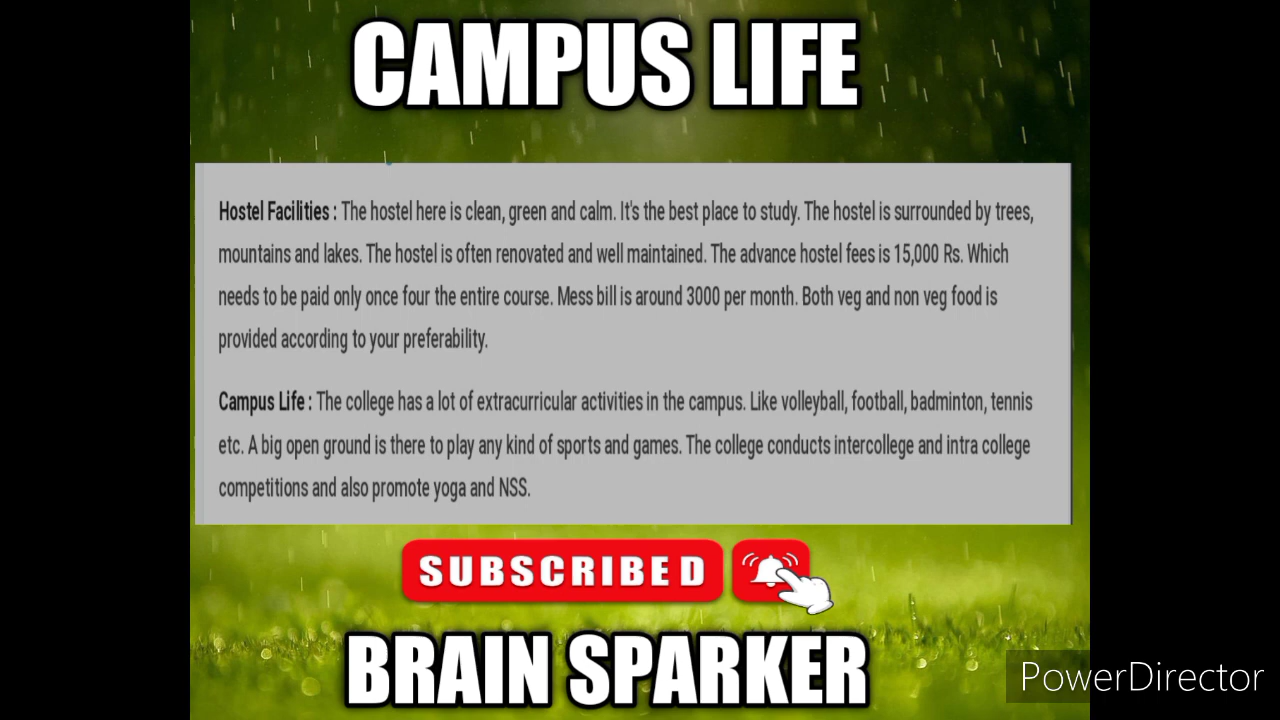 CAMPUS LIFE
Hostel Facilities : The hostel here is clean, green and calm. It's the best place to study. The hostel is surrounded by trees,
mountains and lakes. The hostel is often renovated and well maintained. The advance hostel fees is 15,000 Rs. Which
needs to be paid only once four the entire course. Mess bill is around 3000 per month. Both veg and non veg food is
provided according to your preferability.
Campus Life : The college has a lot of extracurricular activities in the campus. Like volleyball, football, badminton, tennis
etc. A big open ground is there to play any kind of sports and games. The college conducts intercollege and intra college
competitions and also promote yoga and NSS.
SUBSCRIBED
BRAIN SPARKER
PowerDirector